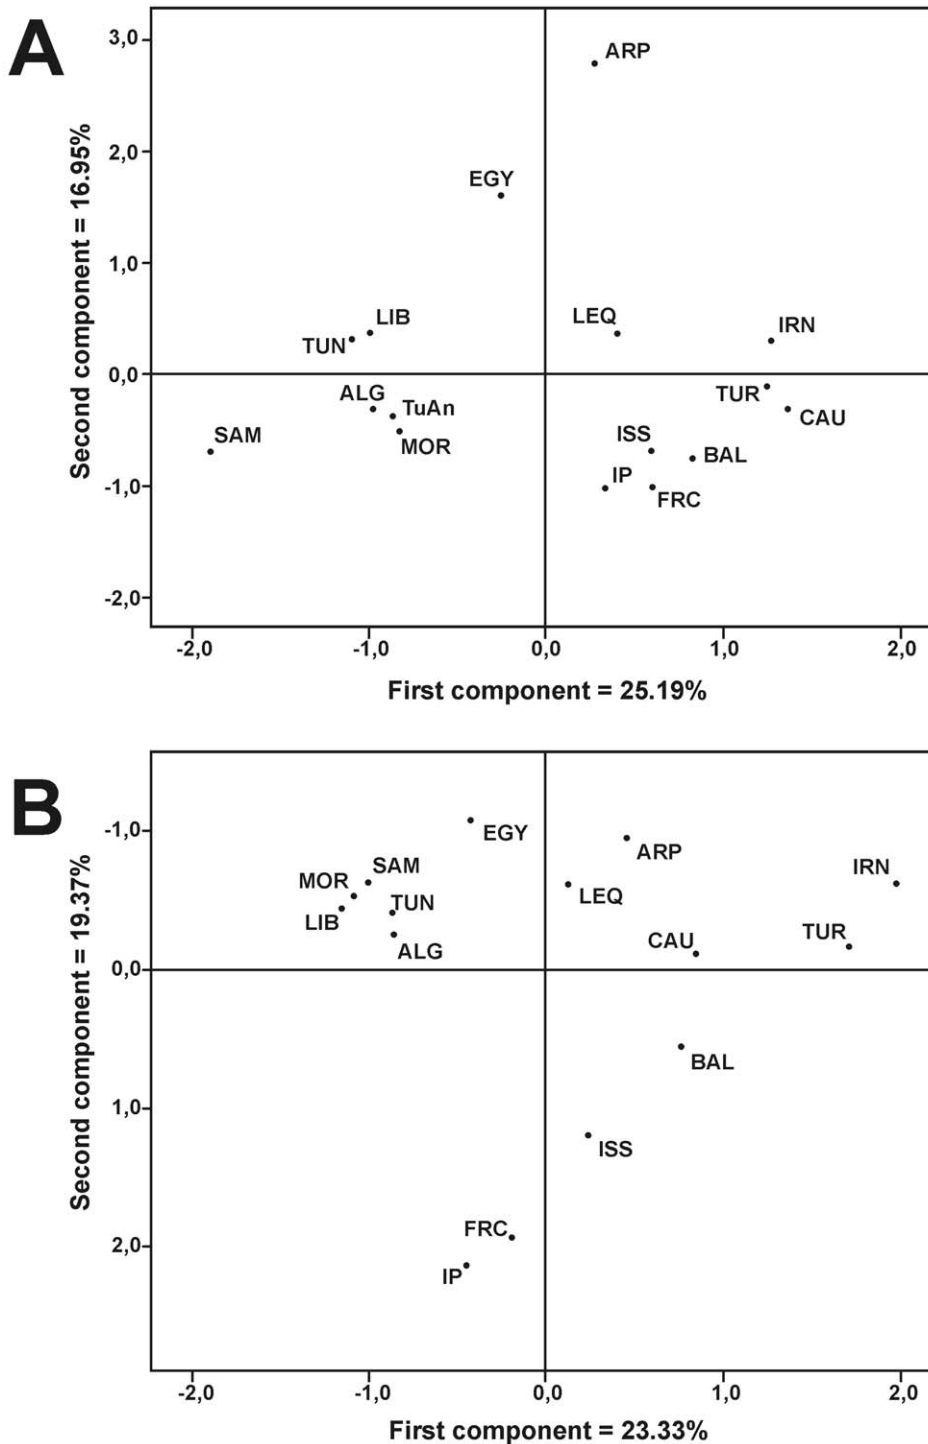 A
Second component = 16.95%
3,0
2,0
1,0
0,0
-1,0
-2,0
ARP
EGY
LIB
TUN
LEQ
IRN
ALG
TuAn
MOR
SAM
TUR
CAU
ISS
BAL
IP
FRC
-2,0 -1,0 0,0 1,0 2,0
First component = 25.19%
B
Second component = 19.37%
-1,0
0,0
1,0
2,0
EGY
ARP
IRN
SAM
MOR
TUN
LIB
LEQ
ALG
CAU
TUR
BAL
ISS
FRC
IP
-2,0 -1,0 0,0 1,0 2,0
First component = 23.33%